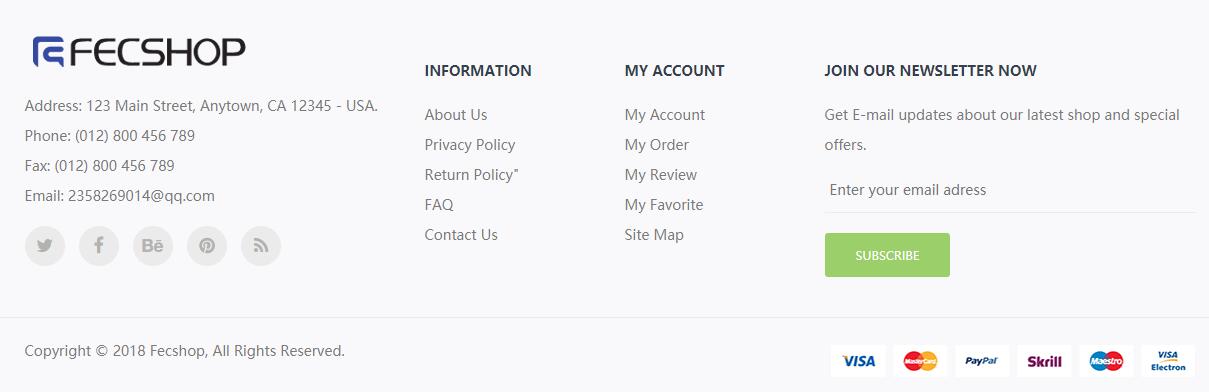 FECSHOP
Address: 123 Main Street, Anytown, CA 12345 - USA.
Phone: (012) 800 456 789
Fax: (012) 800 456 789
Email: 2358269014@qq.com
Bē
INFORMATION
About Us
Privacy Policy
Return Policy"
FAQ
Contact Us
MY ACCOUNT
My Account
My Order
My Review
My Favorite
Site Map
JOIN OUR NEWSLETTER NOW
Get E-mail updates about our latest shop and special
offers.
Enter your email adress
SUBSCRIBE
Copyright © 2018 Fecshop, All Rights Reserved.
VISA
MasterCard
PayPal
Skrill
Maestro
VISA
Electron